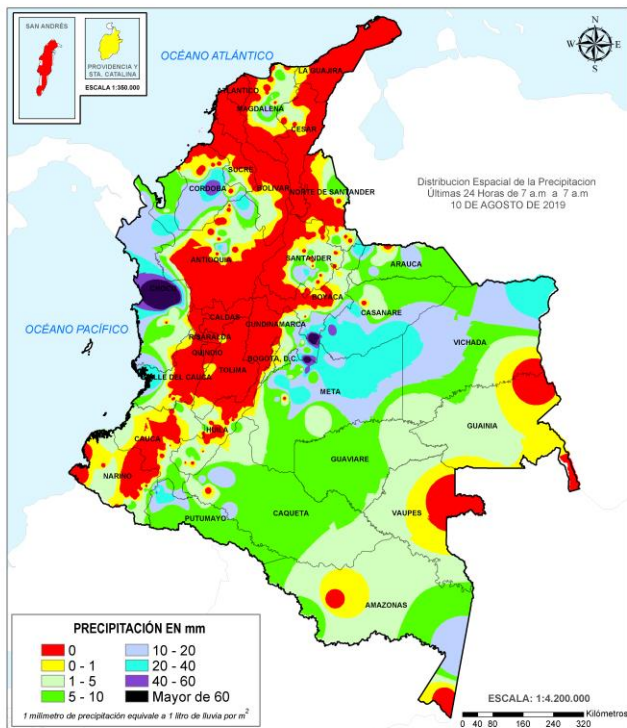 SAN ANDRÉS
PROVIDENCIA Y
STA. CATALINA
ESCALA 1:350.000
OCÉANO ATLÁNTICO
N
W
E
S
LA GUAJIRA
ATLANTICO
MAGDALENA
CESAR
SUCRE
CORDOBA
BOLIVAR
NORTE DE SANTANDER
Distribucion Espacial de la Precipitacion
Últimas 24 Horas de 7 a.m a 7 a.m
10 DE AGOSTO DE 2019
ANTIOQUIA
SANTANDER
ARAUCA
BOYACA
CASANARE
OCÉANO PACÍFICO
CALDAS
CUNDINAMARCA
VICHADA
RISARALDA
QUINDIO
BOGOTA, D.C.
VALLE DEL CAUCA
TOLIMA
META
GUAINIA
CAUCA
HUILA
GUAVIARE
NARIÑO
CAQUETA
VAUPES
PUTUMAYO
AMAZONAS
PRECIPITACIÓN EN mm
0
10 - 20
0 - 1
20 - 40
1 - 5
40 - 60
5 - 10
Mayor de 60
1 milimetro de precipitación equivale a 1 litro de lluvia por m²
ESCALA: 1:4.200.000
Kilómetros
0 40 80 160 240 320